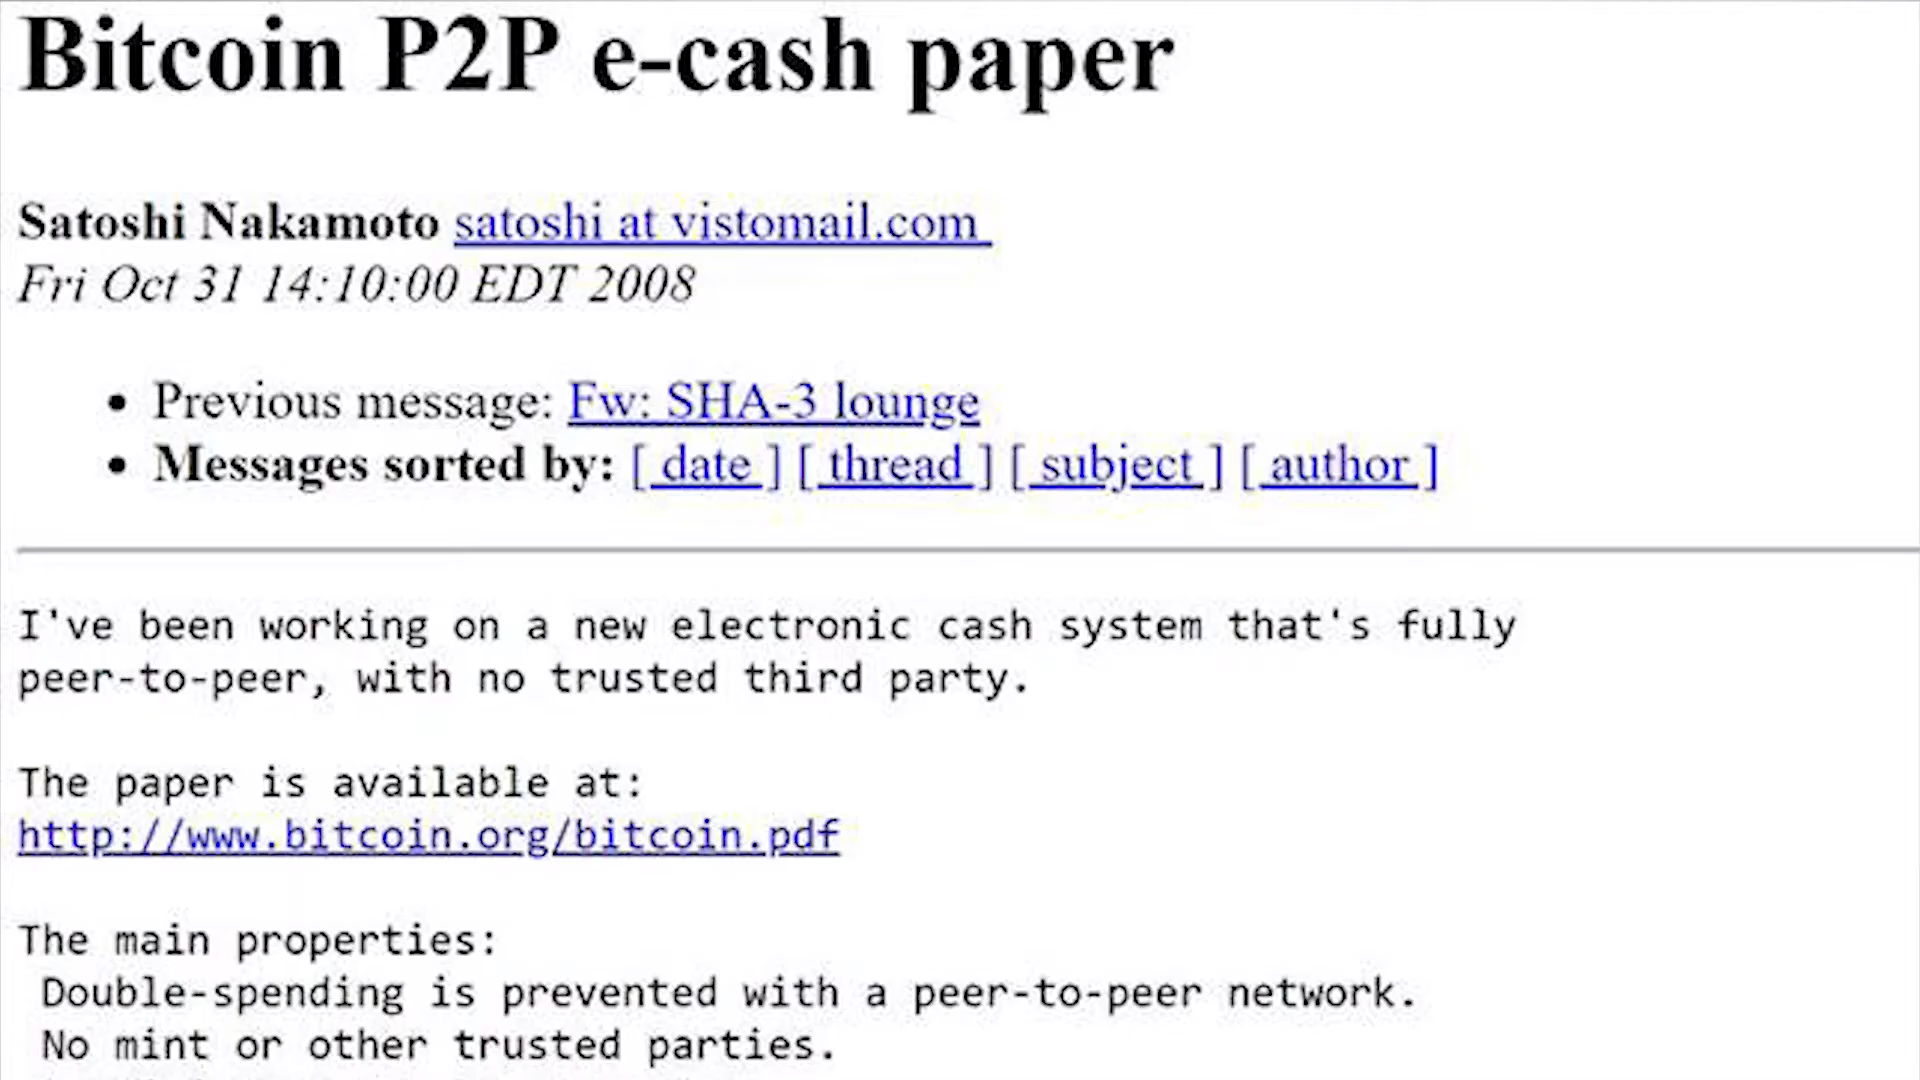 Bitcoin P2P e-cash paper
Satoshi Nakamoto satoshi at vistomail.com
Fri Oct 31 14:10:00 EDT 2008
• Previous message: Fw: SHA-3 lounge
• Messages sorted by: [ date ] [ thread ] [ subject ] [ author ]
I've been working on a new electronic cash system that's fully
peer-to-peer, with no trusted third party.
The paper is available at:
http://www.bitcoin.org/bitcoin.pdf
The main properties:
Double-spending is prevented with a peer-to-peer network.
No mint or other trusted parties.